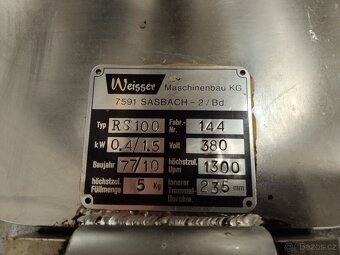 Weisser Maschinenbau KG
7591 SASBACH - 2 / Bd.
Typ RS100 Fabr.-Nr. 144
kW 0.4/1.5 Volt 380
Baujahr 77/10 höchstzul. Upm 1300
höchstzul. Füllmenge 5 Kg innerer Trommel-Durchm. 235 mm
Bazos.cz